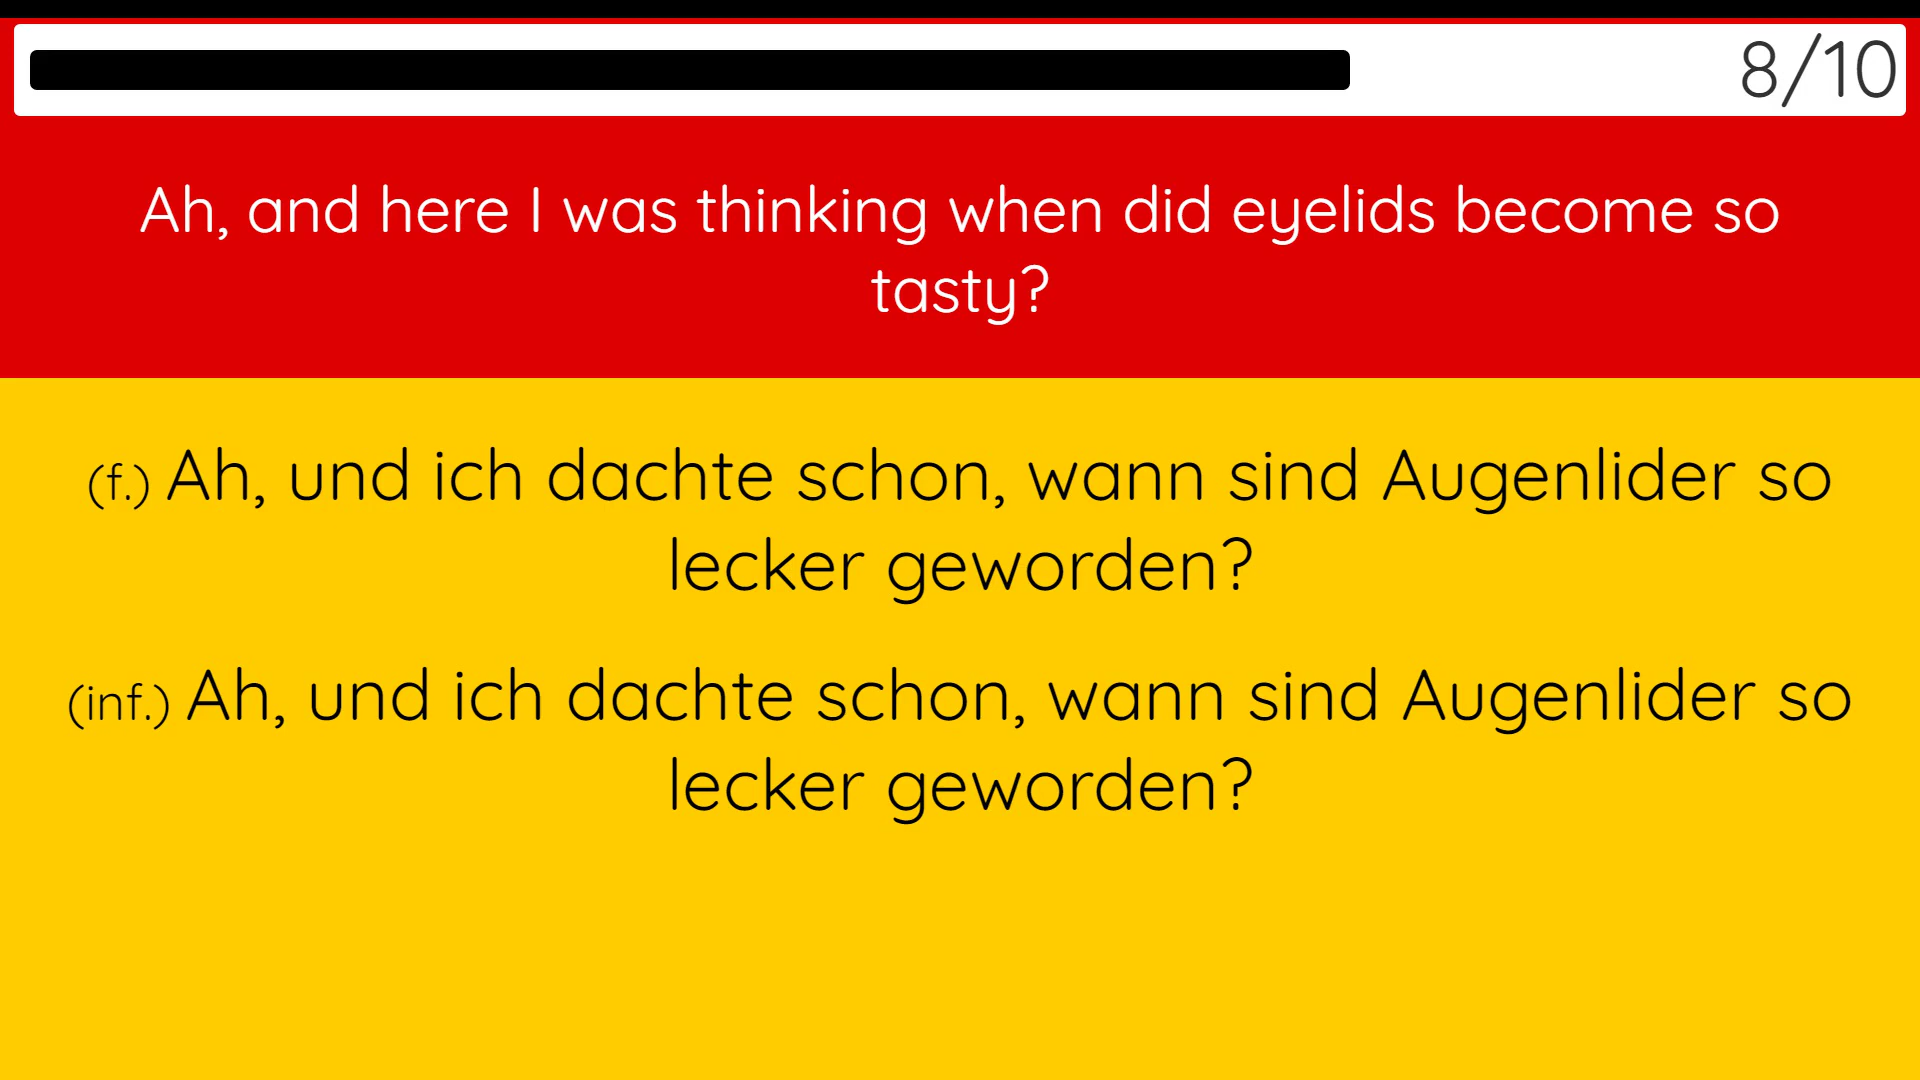 8/10
Ah, and here I was thinking when did eyelids become so
tasty?
(f.) Ah, und ich dachte schon, wann sind Augenlider so
lecker geworden?
(inf.) Ah, und ich dachte schon, wann sind Augenlider so
lecker geworden?